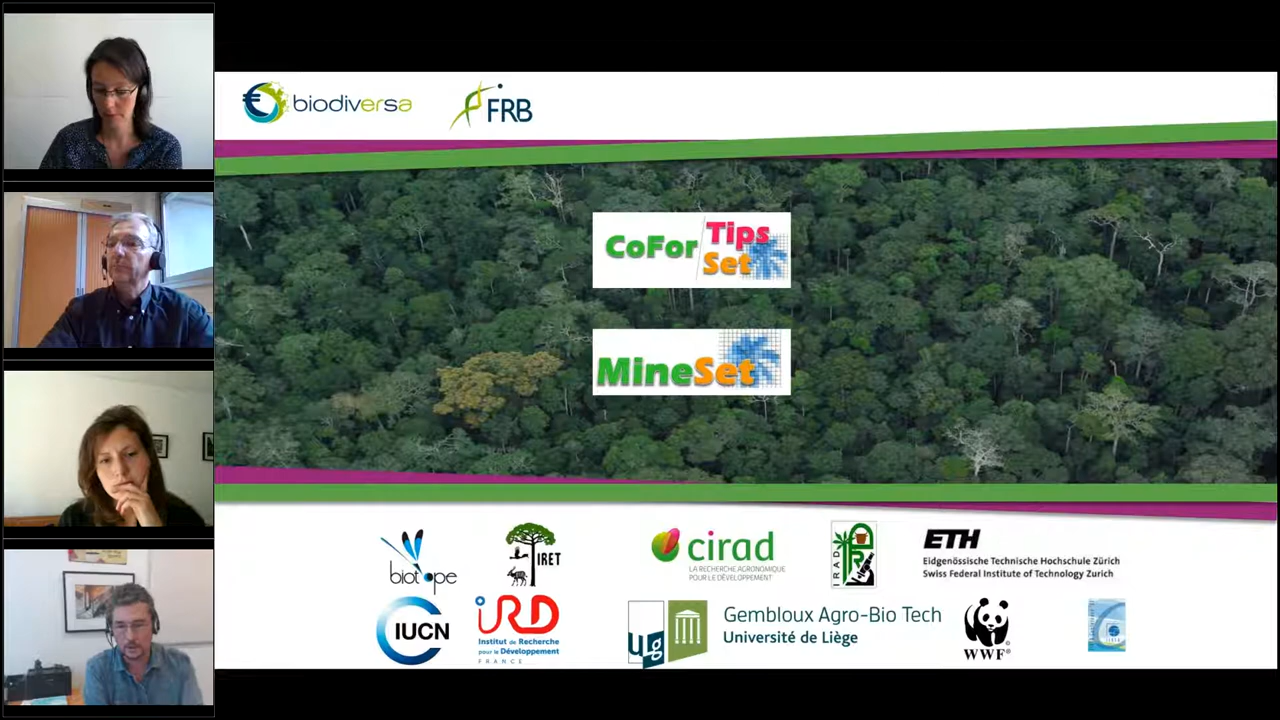 biodiversa
FRB
CoFor/Tips
Set
MineSet
biotope
IRET
cirad
LA RECHERCHE AGRONOMIQUE
POUR LE DÉVELOPPEMENT
IRAD
ETH
Eidgenössische Technische Hochschule Zürich
Swiss Federal Institute of Technology Zurich
IUCN
IRD
Institut de Recherche
pour le Développement
FRANCE
ULg
Gembloux Agro-Bio Tech
Université de Liège
WWF®